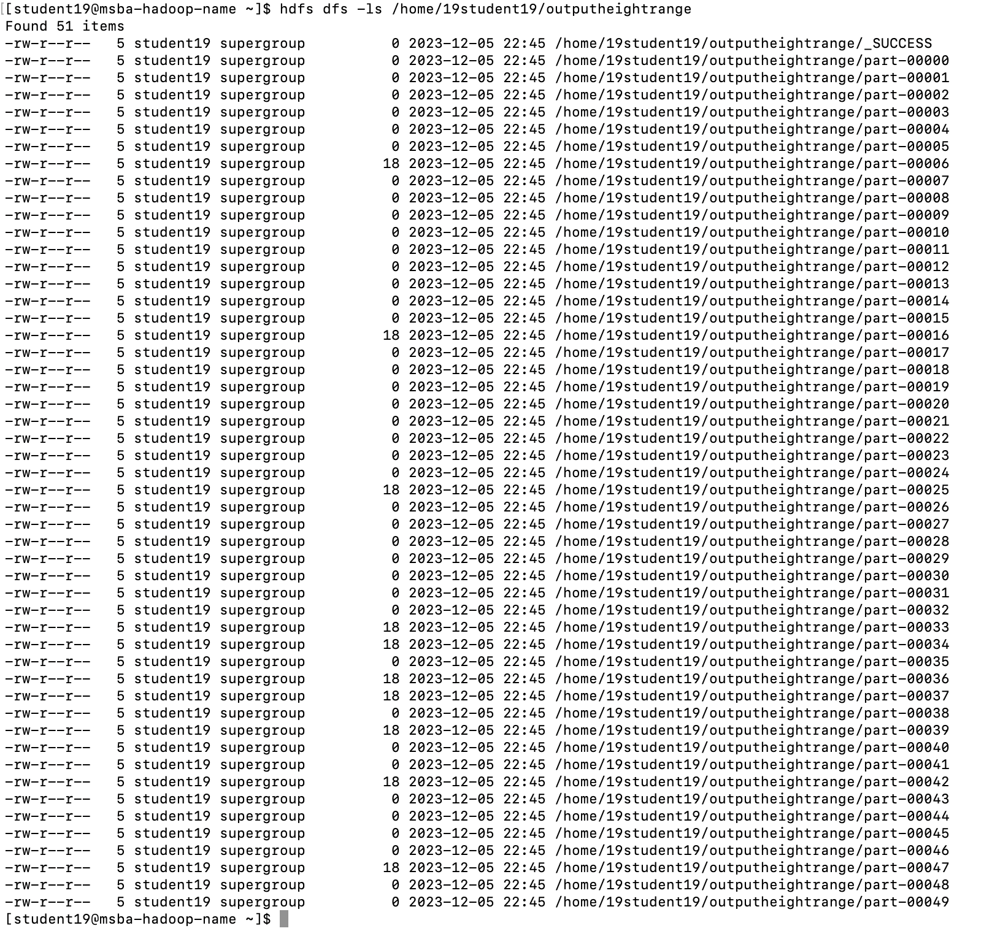 [[student19@msba-hadoop-name ~]$ hdfs dfs -ls /home/19student19/outputheightrange
Found 51 items
-rw-r--r--   5 student19 supergroup          0 2023-12-05 22:45 /home/19student19/outputheightrange/_SUCCESS
-rw-r--r--   5 student19 supergroup          0 2023-12-05 22:45 /home/19student19/outputheightrange/part-00000
-rw-r--r--   5 student19 supergroup          0 2023-12-05 22:45 /home/19student19/outputheightrange/part-00001
-rw-r--r--   5 student19 supergroup          0 2023-12-05 22:45 /home/19student19/outputheightrange/part-00002
-rw-r--r--   5 student19 supergroup          0 2023-12-05 22:45 /home/19student19/outputheightrange/part-00003
-rw-r--r--   5 student19 supergroup          0 2023-12-05 22:45 /home/19student19/outputheightrange/part-00004
-rw-r--r--   5 student19 supergroup          0 2023-12-05 22:45 /home/19student19/outputheightrange/part-00005
-rw-r--r--   5 student19 supergroup         18 2023-12-05 22:45 /home/19student19/outputheightrange/part-00006
-rw-r--r--   5 student19 supergroup          0 2023-12-05 22:45 /home/19student19/outputheightrange/part-00007
-rw-r--r--   5 student19 supergroup          0 2023-12-05 22:45 /home/19student19/outputheightrange/part-00008
-rw-r--r--   5 student19 supergroup          0 2023-12-05 22:45 /home/19student19/outputheightrange/part-00009
-rw-r--r--   5 student19 supergroup          0 2023-12-05 22:45 /home/19student19/outputheightrange/part-00010
-rw-r--r--   5 student19 supergroup          0 2023-12-05 22:45 /home/19student19/outputheightrange/part-00011
-rw-r--r--   5 student19 supergroup          0 2023-12-05 22:45 /home/19student19/outputheightrange/part-00012
-rw-r--r--   5 student19 supergroup          0 2023-12-05 22:45 /home/19student19/outputheightrange/part-00013
-rw-r--r--   5 student19 supergroup          0 2023-12-05 22:45 /home/19student19/outputheightrange/part-00014
-rw-r--r--   5 student19 supergroup          0 2023-12-05 22:45 /home/19student19/outputheightrange/part-00015
-rw-r--r--   5 student19 supergroup         18 2023-12-05 22:45 /home/19student19/outputheightrange/part-00016
-rw-r--r--   5 student19 supergroup          0 2023-12-05 22:45 /home/19student19/outputheightrange/part-00017
-rw-r--r--   5 student19 supergroup          0 2023-12-05 22:45 /home/19student19/outputheightrange/part-00018
-rw-r--r--   5 student19 supergroup          0 2023-12-05 22:45 /home/19student19/outputheightrange/part-00019
-rw-r--r--   5 student19 supergroup          0 2023-12-05 22:45 /home/19student19/outputheightrange/part-00020
-rw-r--r--   5 student19 supergroup          0 2023-12-05 22:45 /home/19student19/outputheightrange/part-00021
-rw-r--r--   5 student19 supergroup          0 2023-12-05 22:45 /home/19student19/outputheightrange/part-00022
-rw-r--r--   5 student19 supergroup          0 2023-12-05 22:45 /home/19student19/outputheightrange/part-00023
-rw-r--r--   5 student19 supergroup          0 2023-12-05 22:45 /home/19student19/outputheightrange/part-00024
-rw-r--r--   5 student19 supergroup         18 2023-12-05 22:45 /home/19student19/outputheightrange/part-00025
-rw-r--r--   5 student19 supergroup          0 2023-12-05 22:45 /home/19student19/outputheightrange/part-00026
-rw-r--r--   5 student19 supergroup          0 2023-12-05 22:45 /home/19student19/outputheightrange/part-00027
-rw-r--r--   5 student19 supergroup          0 2023-12-05 22:45 /home/19student19/outputheightrange/part-00028
-rw-r--r--   5 student19 supergroup          0 2023-12-05 22:45 /home/19student19/outputheightrange/part-00029
-rw-r--r--   5 student19 supergroup          0 2023-12-05 22:45 /home/19student19/outputheightrange/part-00030
-rw-r--r--   5 student19 supergroup          0 2023-12-05 22:45 /home/19student19/outputheightrange/part-00031
-rw-r--r--   5 student19 supergroup          0 2023-12-05 22:45 /home/19student19/outputheightrange/part-00032
-rw-r--r--   5 student19 supergroup         18 2023-12-05 22:45 /home/19student19/outputheightrange/part-00033
-rw-r--r--   5 student19 supergroup         18 2023-12-05 22:45 /home/19student19/outputheightrange/part-00034
-rw-r--r--   5 student19 supergroup          0 2023-12-05 22:45 /home/19student19/outputheightrange/part-00035
-rw-r--r--   5 student19 supergroup         18 2023-12-05 22:45 /home/19student19/outputheightrange/part-00036
-rw-r--r--   5 student19 supergroup         18 2023-12-05 22:45 /home/19student19/outputheightrange/part-00037
-rw-r--r--   5 student19 supergroup          0 2023-12-05 22:45 /home/19student19/outputheightrange/part-00038
-rw-r--r--   5 student19 supergroup         18 2023-12-05 22:45 /home/19student19/outputheightrange/part-00039
-rw-r--r--   5 student19 supergroup          0 2023-12-05 22:45 /home/19student19/outputheightrange/part-00040
-rw-r--r--   5 student19 supergroup          0 2023-12-05 22:45 /home/19student19/outputheightrange/part-00041
-rw-r--r--   5 student19 supergroup         18 2023-12-05 22:45 /home/19student19/outputheightrange/part-00042
-rw-r--r--   5 student19 supergroup          0 2023-12-05 22:45 /home/19student19/outputheightrange/part-00043
-rw-r--r--   5 student19 supergroup          0 2023-12-05 22:45 /home/19student19/outputheightrange/part-00044
-rw-r--r--   5 student19 supergroup          0 2023-12-05 22:45 /home/19student19/outputheightrange/part-00045
-rw-r--r--   5 student19 supergroup          0 2023-12-05 22:45 /home/19student19/outputheightrange/part-00046
-rw-r--r--   5 student19 supergroup         18 2023-12-05 22:45 /home/19student19/outputheightrange/part-00047
-rw-r--r--   5 student19 supergroup          0 2023-12-05 22:45 /home/19student19/outputheightrange/part-00048
-rw-r--r--   5 student19 supergroup          0 2023-12-05 22:45 /home/19student19/outputheightrange/part-00049
[student19@msba-hadoop-name ~]$